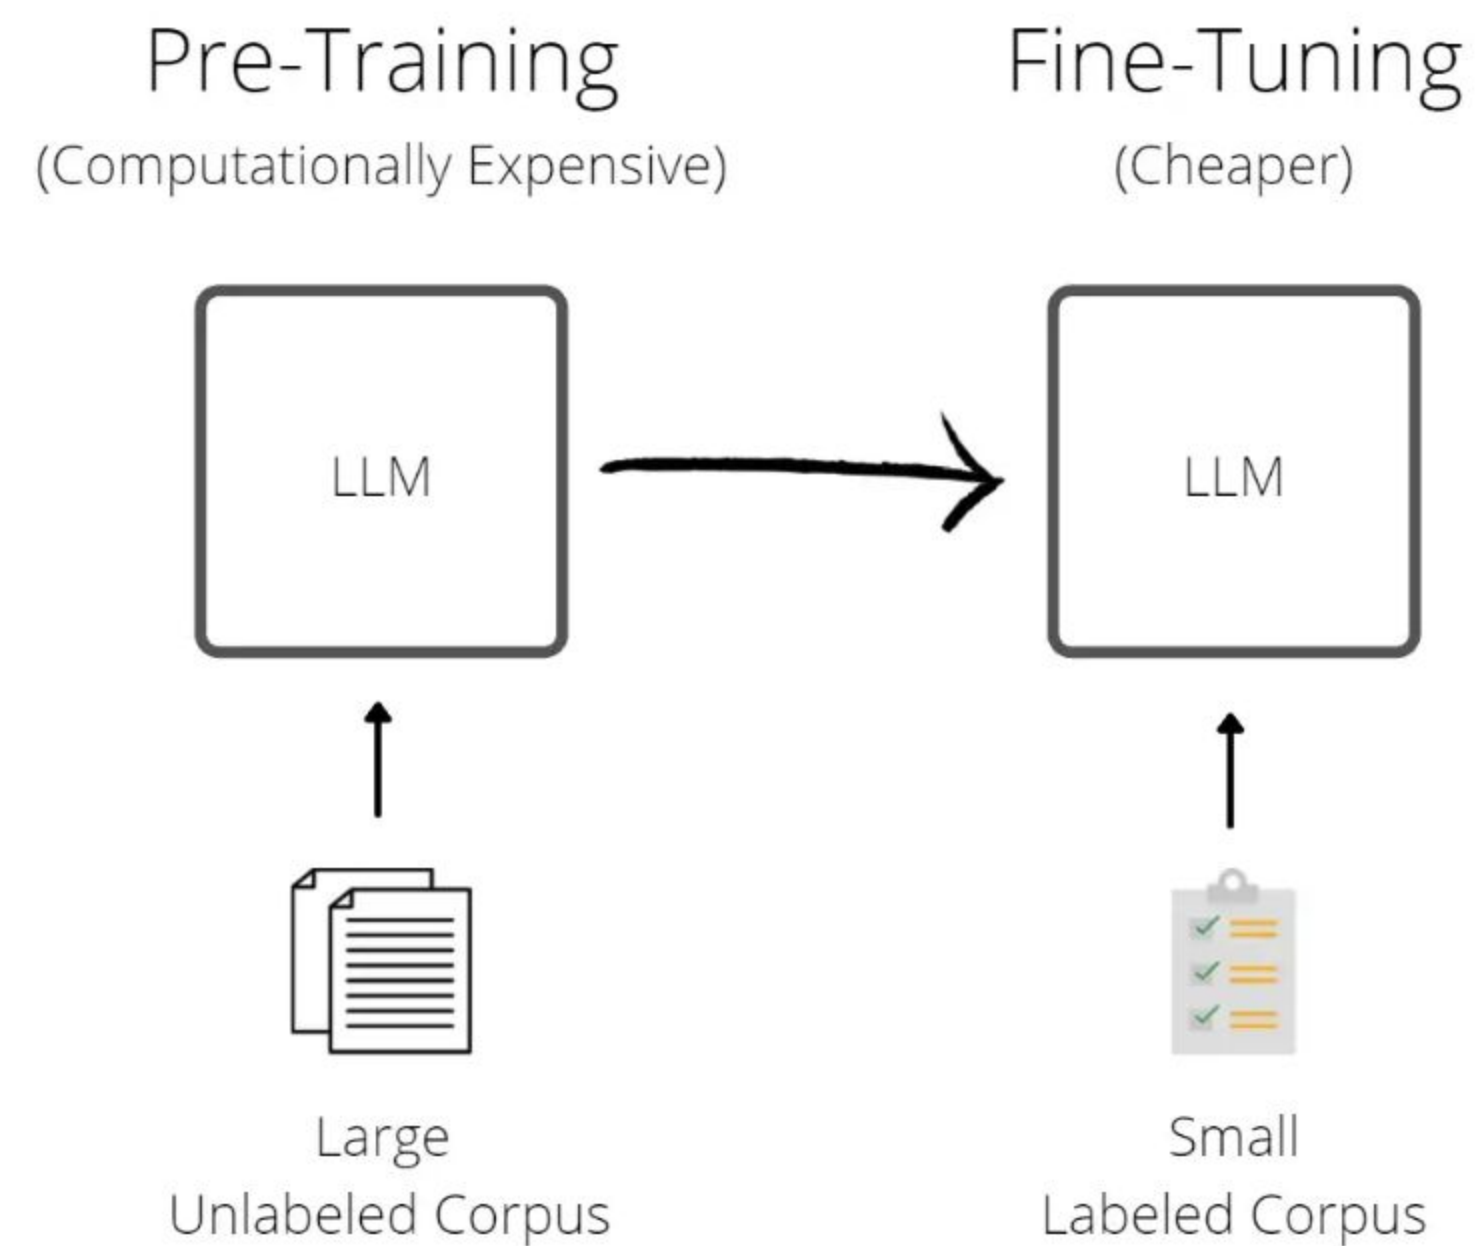 Pre-Training
(Computationally Expensive)
LLM
Large
Unlabeled Corpus
Fine-Tuning
(Cheaper)
LLM
Small
Labeled Corpus